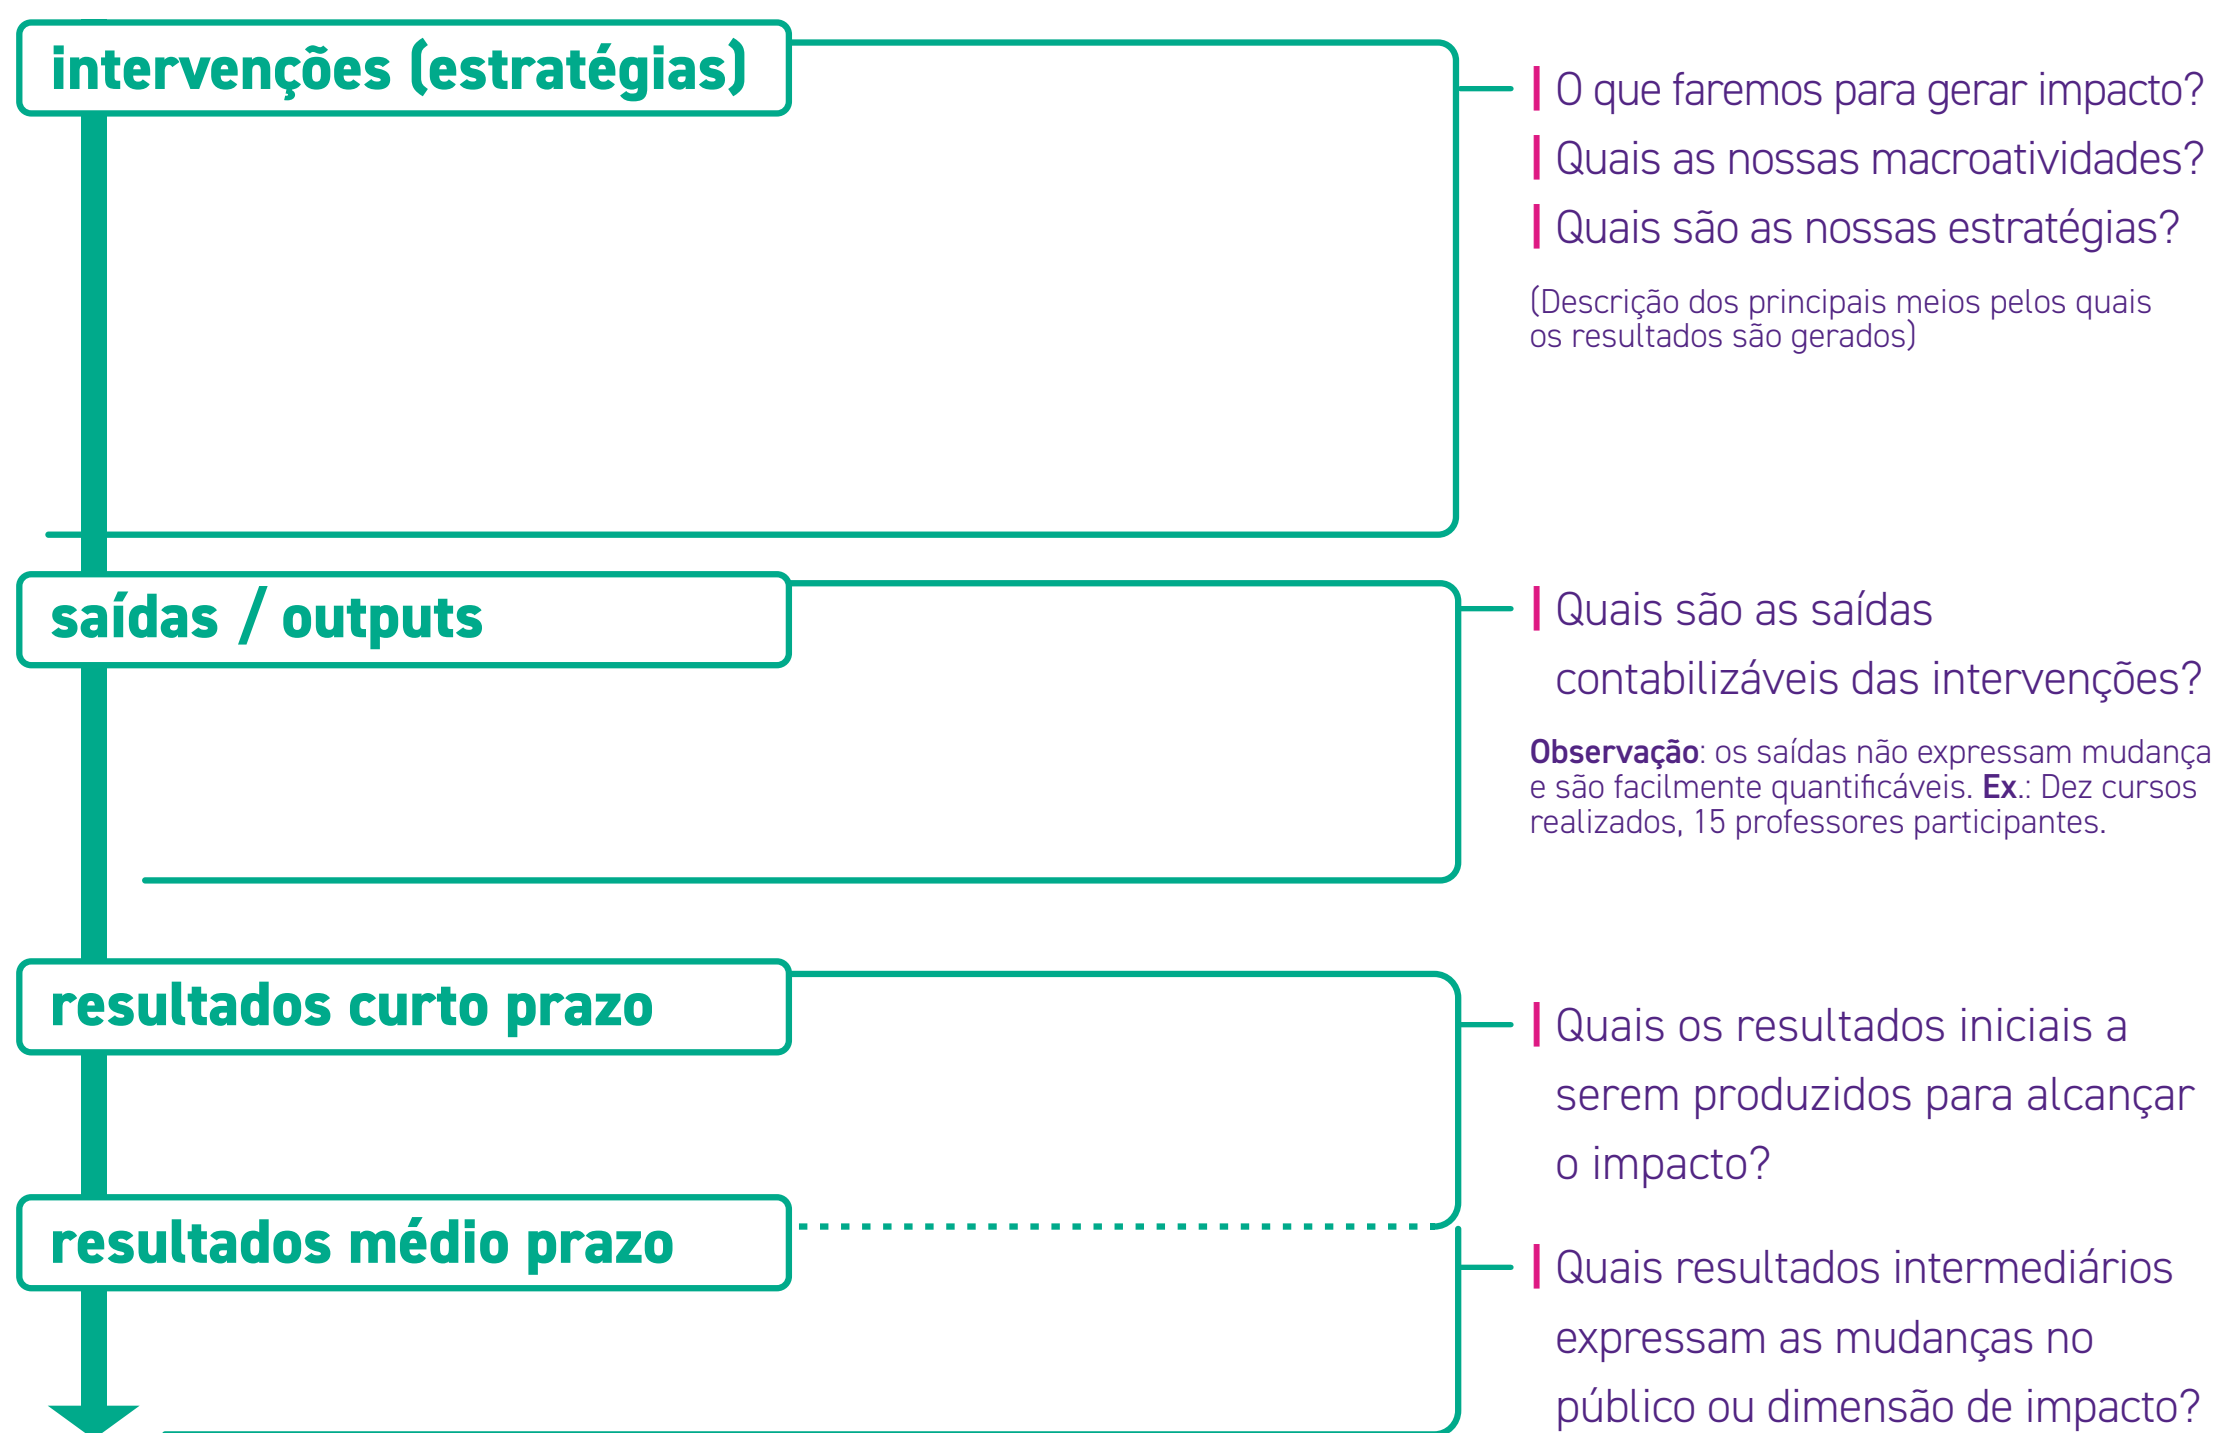 intervenções (estratégias)
O que faremos para gerar impacto?
Quais as nossas macroatividades?
Quais são as nossas estratégias?
(Descrição dos principais meios pelos quais
os resultados são gerados)
saídas / outputs
Quais são as saídas
contabilizáveis das intervenções?
Observação: os saídas não expressam mudança
e são facilmente quantificáveis. Ex.: Dez cursos
realizados, 15 professores participantes.
resultados curto prazo
Quais os resultados iniciais a
serem produzidos para alcançar
o impacto?
resultados médio prazo
Quais resultados intermediários
expressam as mudanças no
público ou dimensão de impacto?